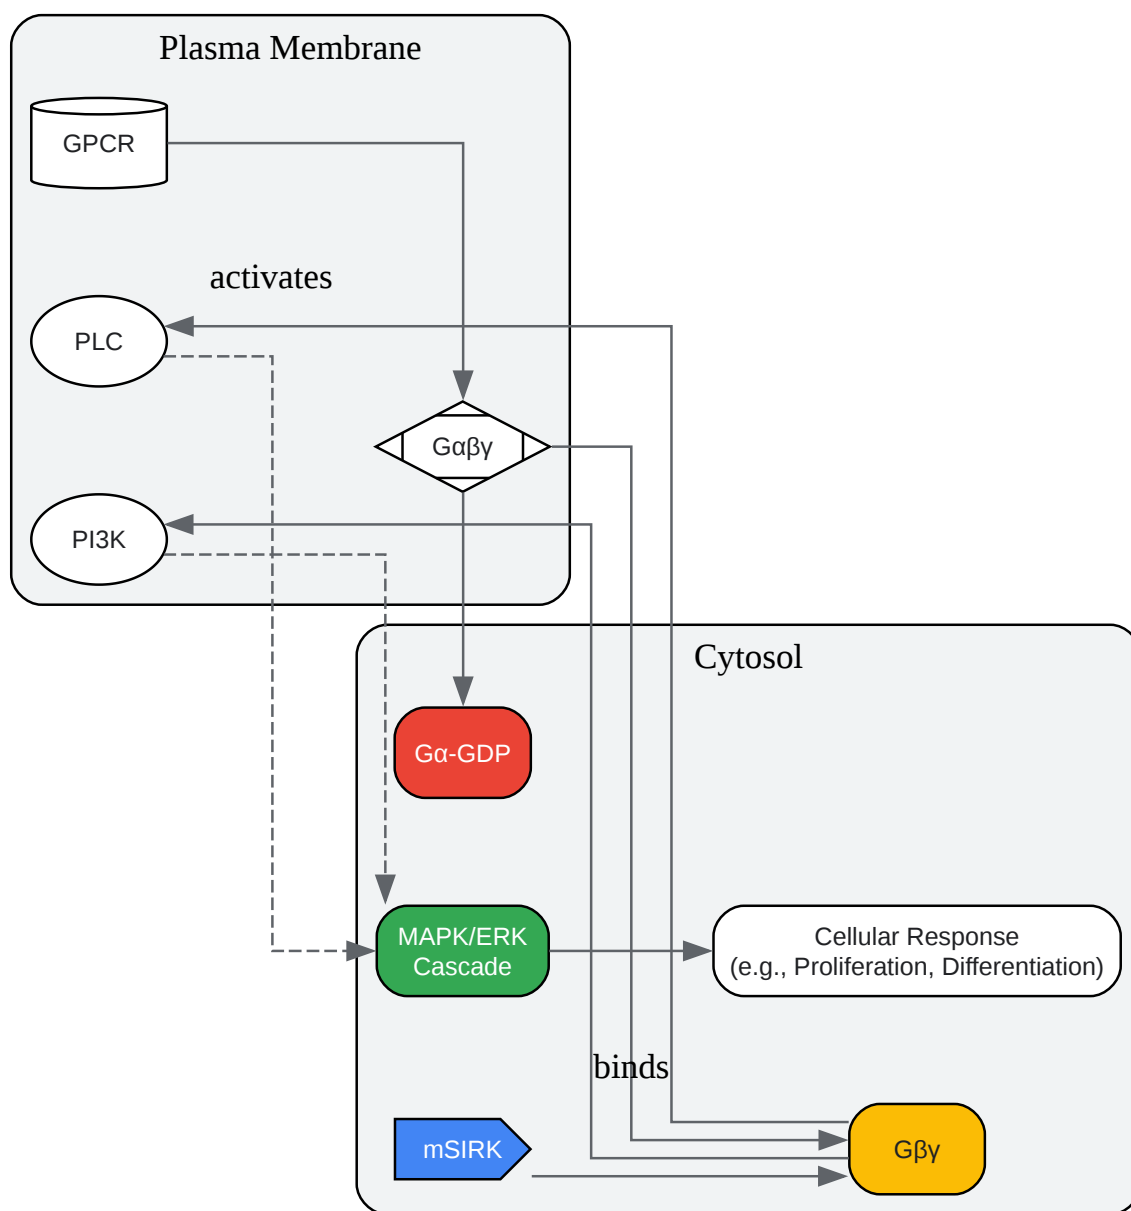 Plasma Membrane
GPCR
activates
PLC
Gαβγ
PI3K
Cytosol
Gα-GDP
MAPK/ERK
Cascade
Cellular Response
(e.g., Proliferation, Differentiation)
binds
mSIRK
Gβγ